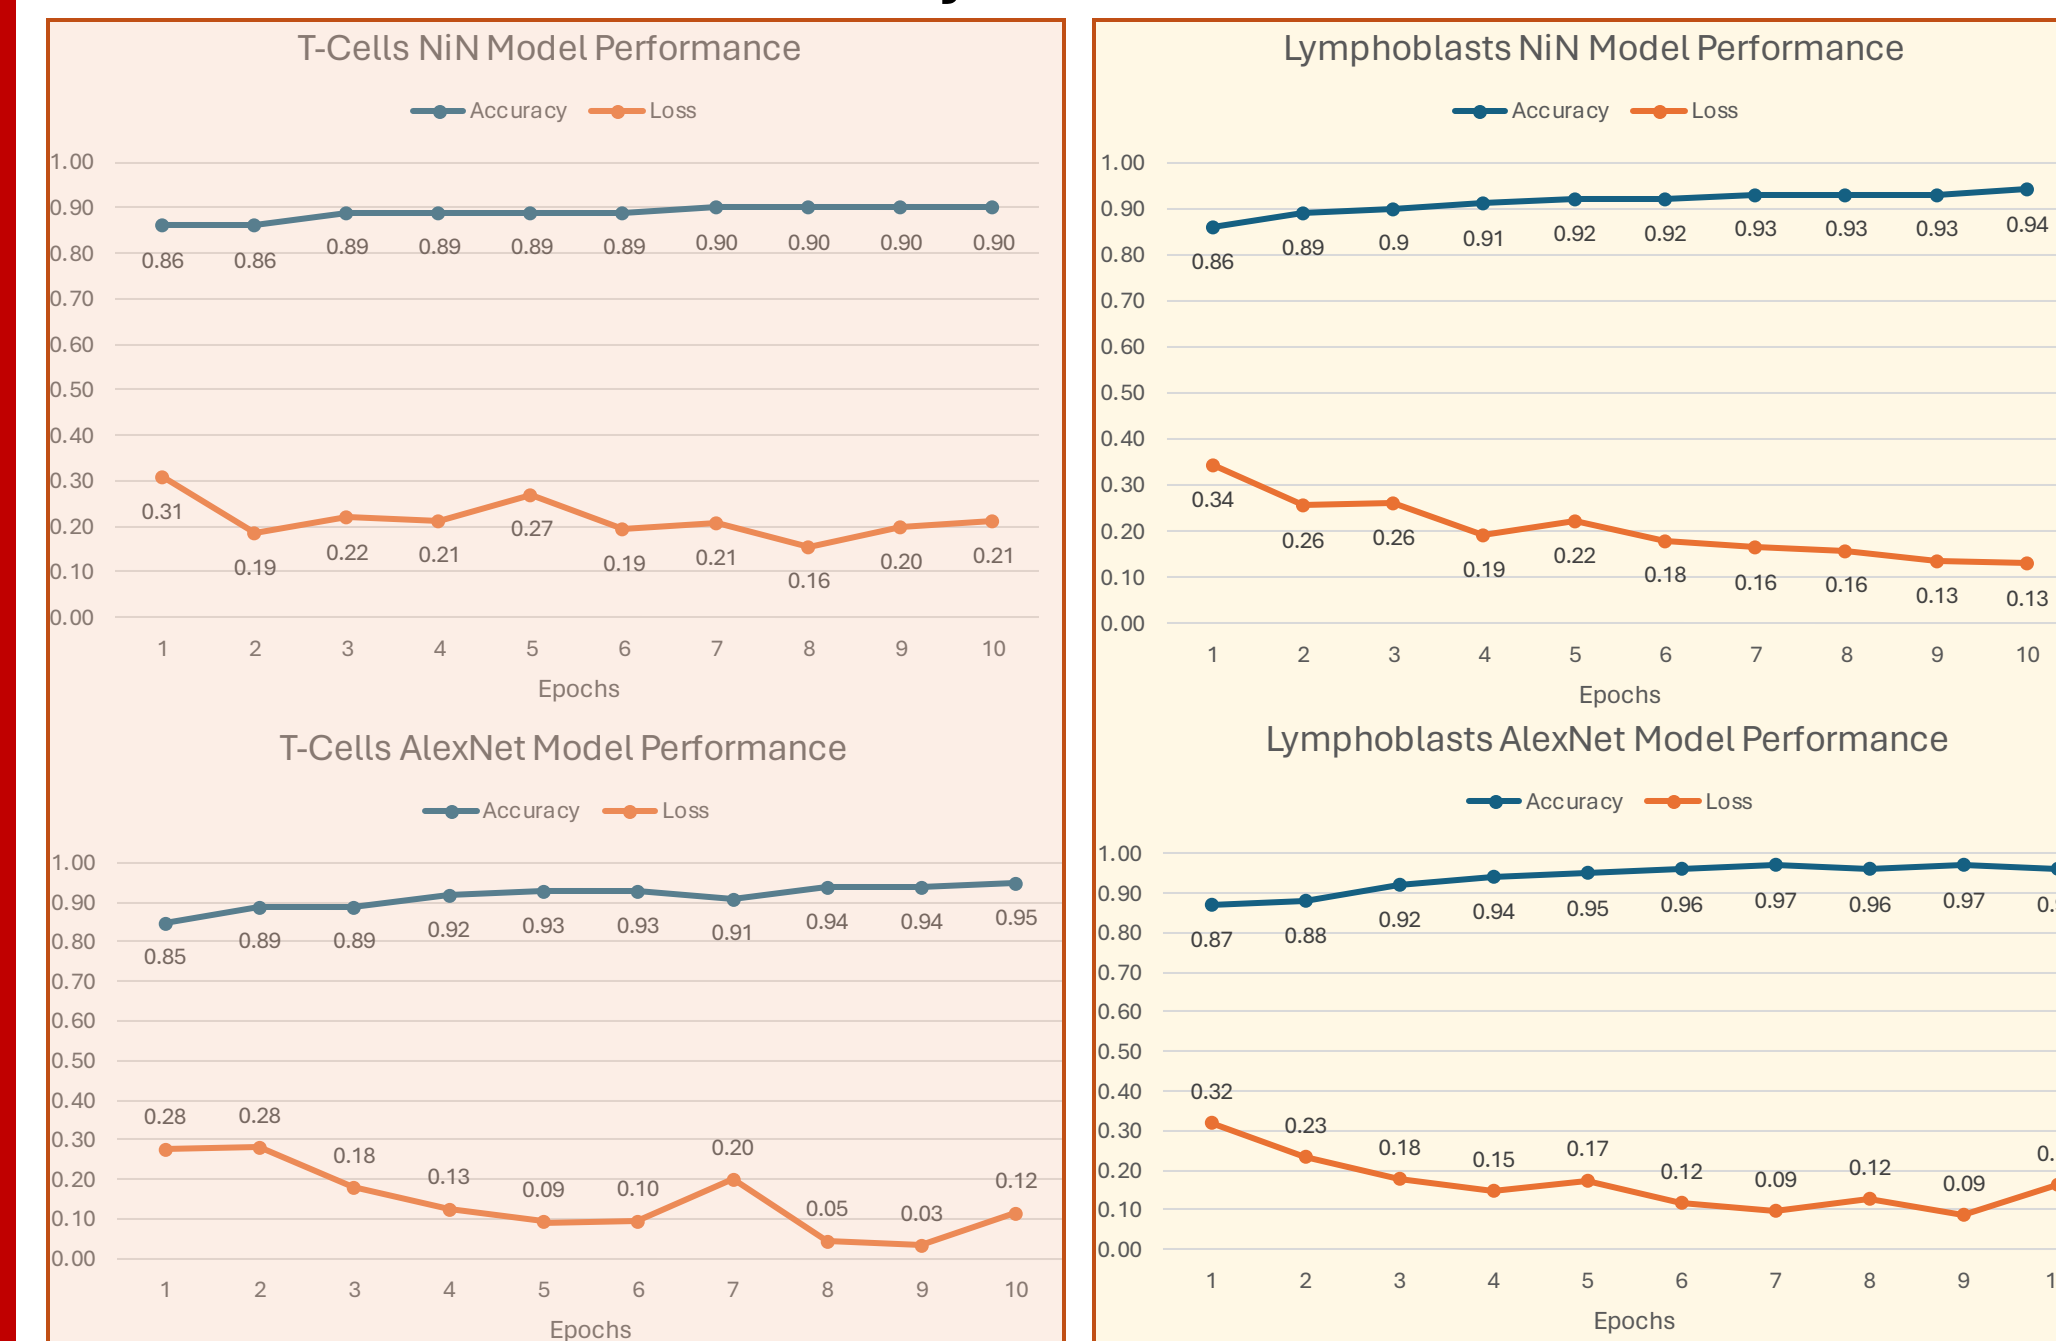 T-Cells NiN Model Performance
Accuracy Loss
1.00
0.90
0.80
0.70
0.60
0.50
0.40
0.30
0.20
0.10
0.00
0.86 0.86 0.89 0.89 0.89 0.89 0.90 0.90 0.90 0.90
0.31 0.19 0.22 0.21 0.27 0.19 0.21 0.16 0.20 0.21
1 2 3 4 5 6 7 8 9 10
Epochs
T-Cells AlexNet Model Performance
Accuracy Loss
1.00
0.90
0.80
0.70
0.60
0.50
0.40
0.30
0.20
0.10
0.00
0.85 0.89 0.89 0.92 0.93 0.93 0.91 0.94 0.94 0.95
0.28 0.28 0.18 0.13 0.09 0.10 0.20 0.05 0.03 0.12
1 2 3 4 5 6 7 8 9 10
Epochs
Lymphoblasts NiN Model Performance
Accuracy Loss
1.00
0.90
0.80
0.70
0.60
0.50
0.40
0.30
0.20
0.10
0.00
0.86 0.89 0.9 0.91 0.92 0.92 0.93 0.93 0.93 0.94
0.34 0.26 0.26 0.19 0.22 0.18 0.16 0.16 0.13 0.13
1 2 3 4 5 6 7 8 9 10
Epochs
Lymphoblasts AlexNet Model Performance
Accuracy Loss
1.00
0.90
0.80
0.70
0.60
0.50
0.40
0.30
0.20
0.10
0.00
0.87 0.88 0.92 0.94 0.95 0.96 0.97 0.96 0.97
0.32 0.23 0.18 0.15 0.17 0.12 0.09 0.12 0.09
1 2 3 4 5 6 7 8 9
Epochs